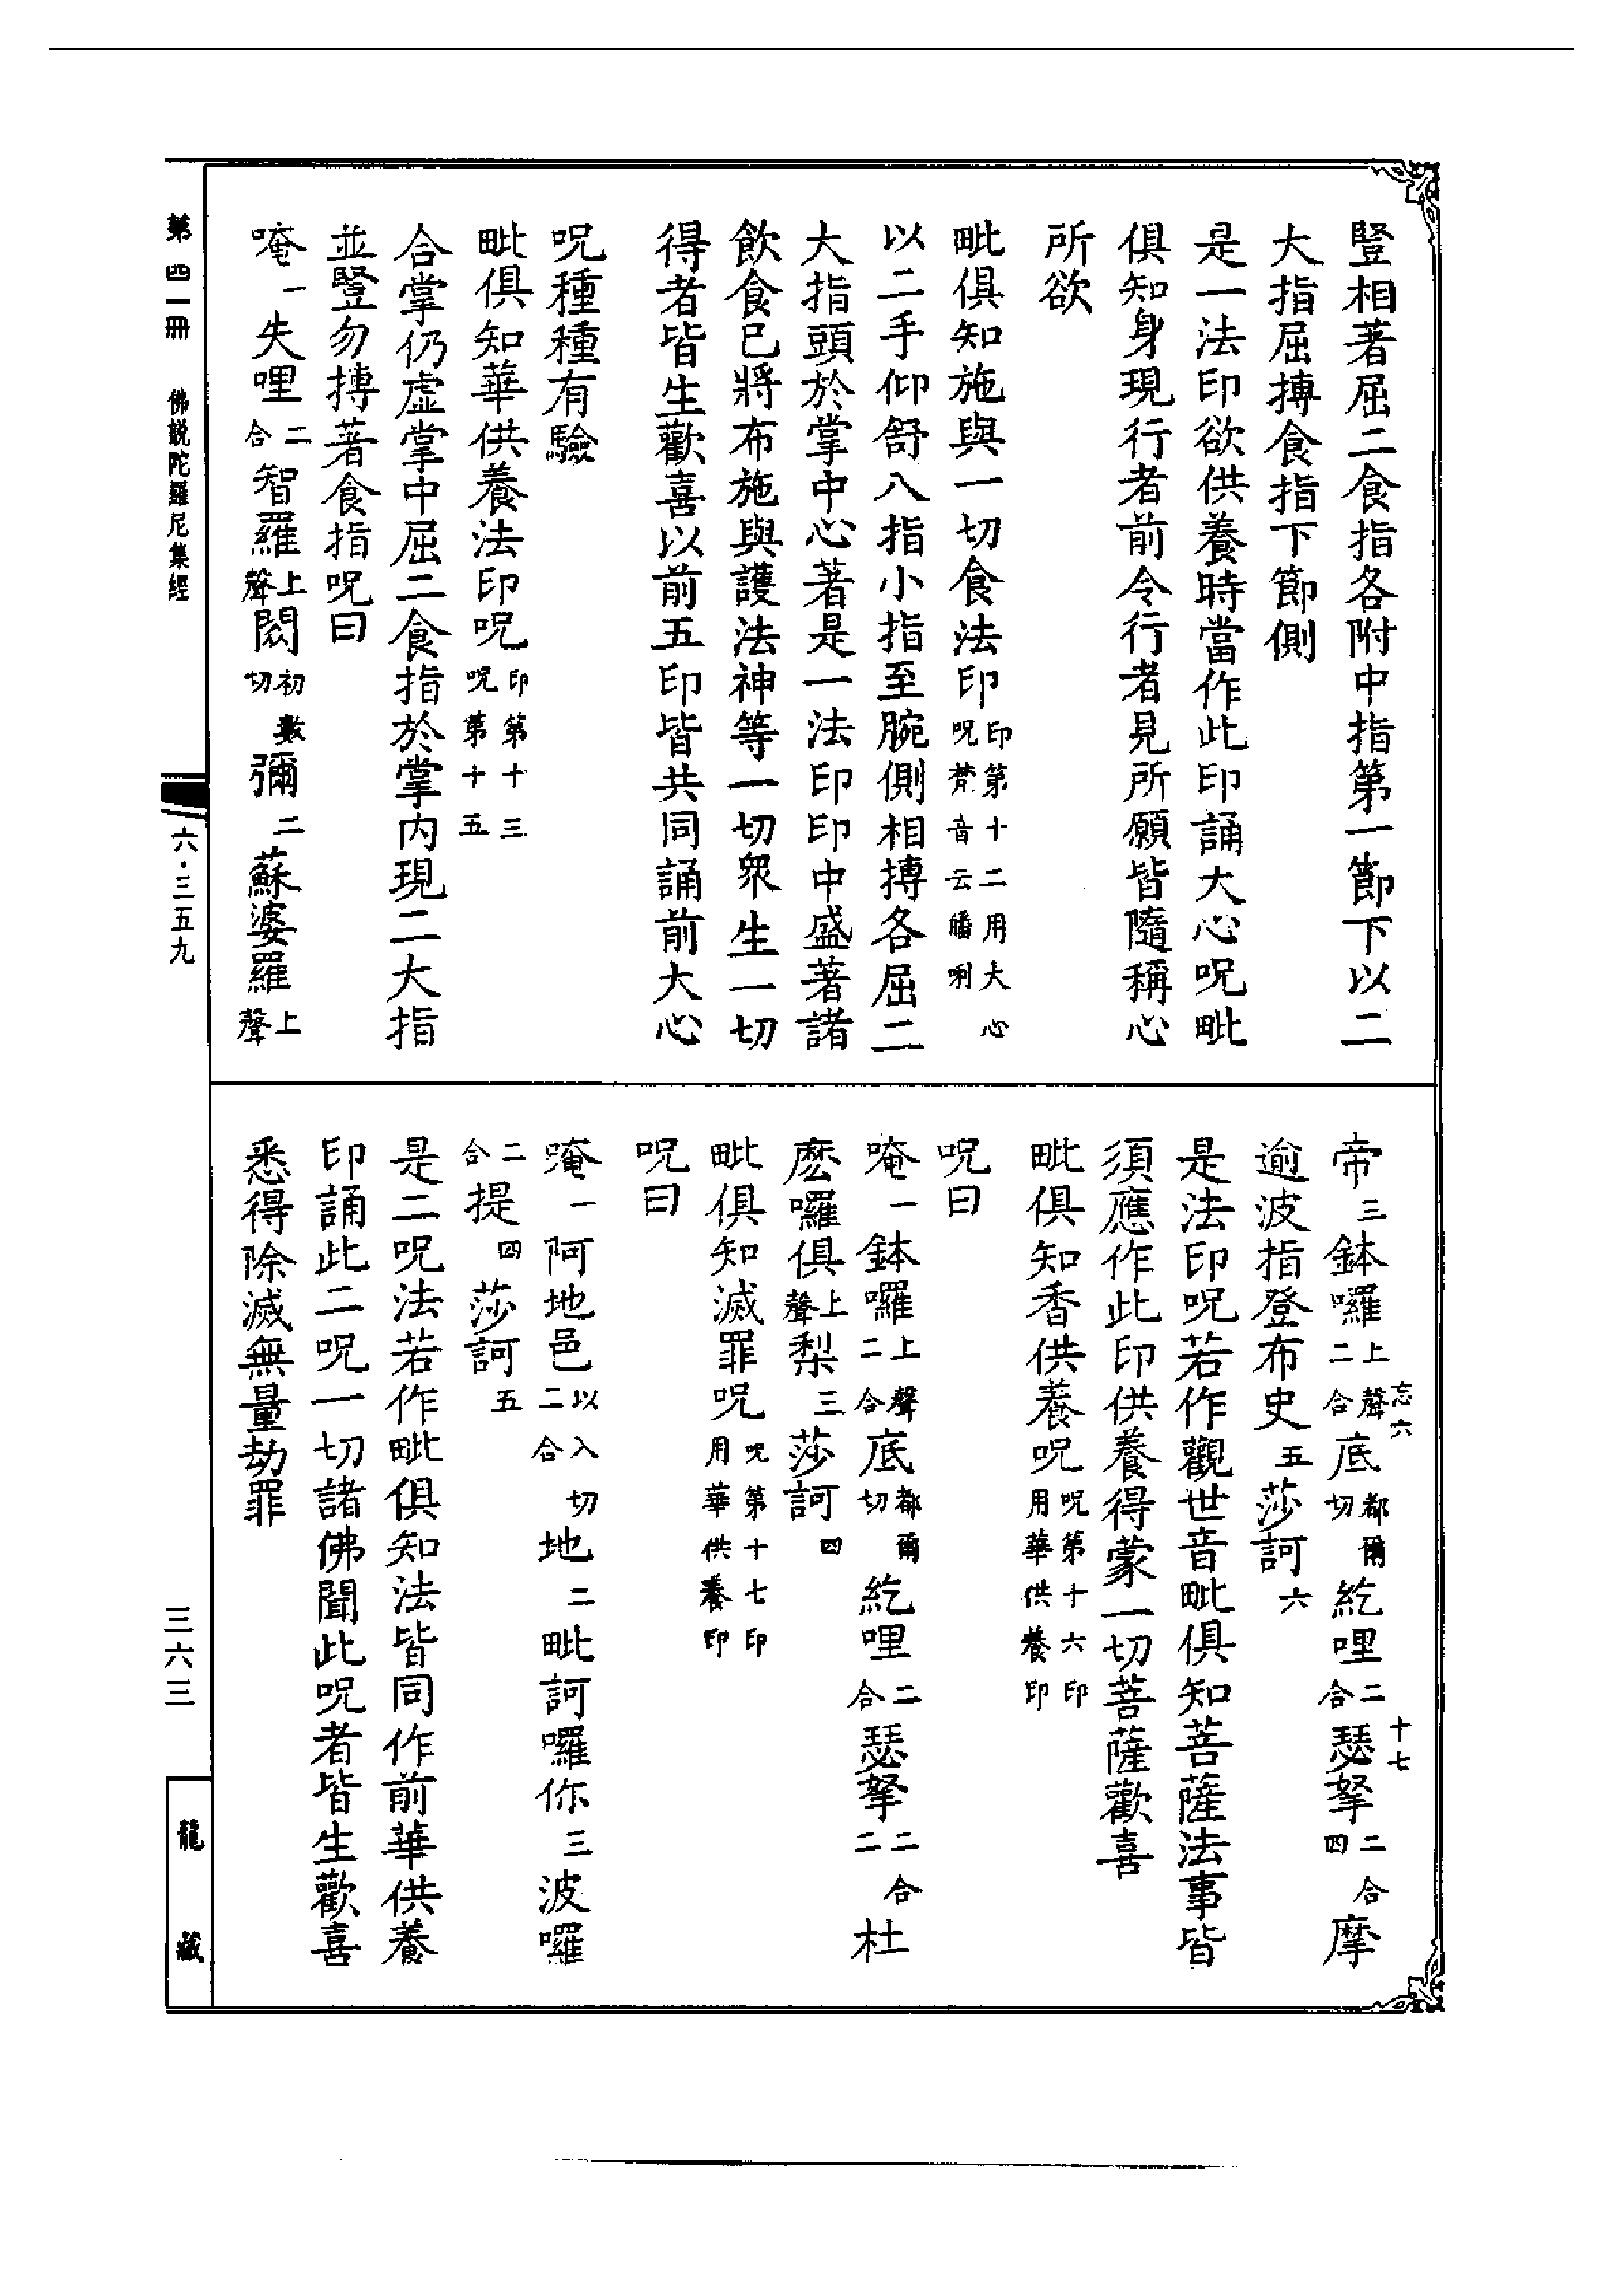 豎相著屈二食指各附中指第一節下以二
大指屈搏食指下節側
是一法印欲供養時當作此印誦大心呪毗
俱知身現行者前令行者見所願皆隨稱心
所欲
毗俱知施與一切食法印印第十二用大心呪梵音云皤唎
以二手仰舒八指小指至腕側相搏各屈二
大指頭於掌中心著是一法印印中盛著諸
飲食已將布施與護法神等一切眾生一切
得者皆生歡喜以前五印皆共同誦前大心
呪種種有驗
毗俱知華供養法印呪印第十三呪第十五
合掌仍虛掌中屈二食指於掌內現二大指
並豎勿搏著食指呪曰
唵一失哩二合智羅上聲閦初數切彌二蘇婆羅上聲
帝三鉢囉上聲二合底都爾切紇哩二合瑟拏二合四摩
逾波指登布史五莎訶六
是法印呪若作觀世音毗俱知菩薩法事皆
須應作此印供養得蒙一切菩薩歡喜
毗俱知香供養呪呪第十六印用華供養印
呪曰
唵一鉢囉上聲二合底都爾切紇哩二合瑟拏二合二杜
麽囉俱上聲梨三莎訶四
毗俱知滅罪呪呪第十七印用華供養印
呪曰
唵一阿地邑以入切二合地二毗訶囉你三波囉
二合提四莎訶五
是二呪法若作毗俱知法皆同作前華供養
印誦此二呪一切諸佛聞此呪者皆生歡喜
悉得除滅無量劫罪
忘六
十七
第四一冊 佛說陀羅尼集經
六·三五九
三六三
龍藏